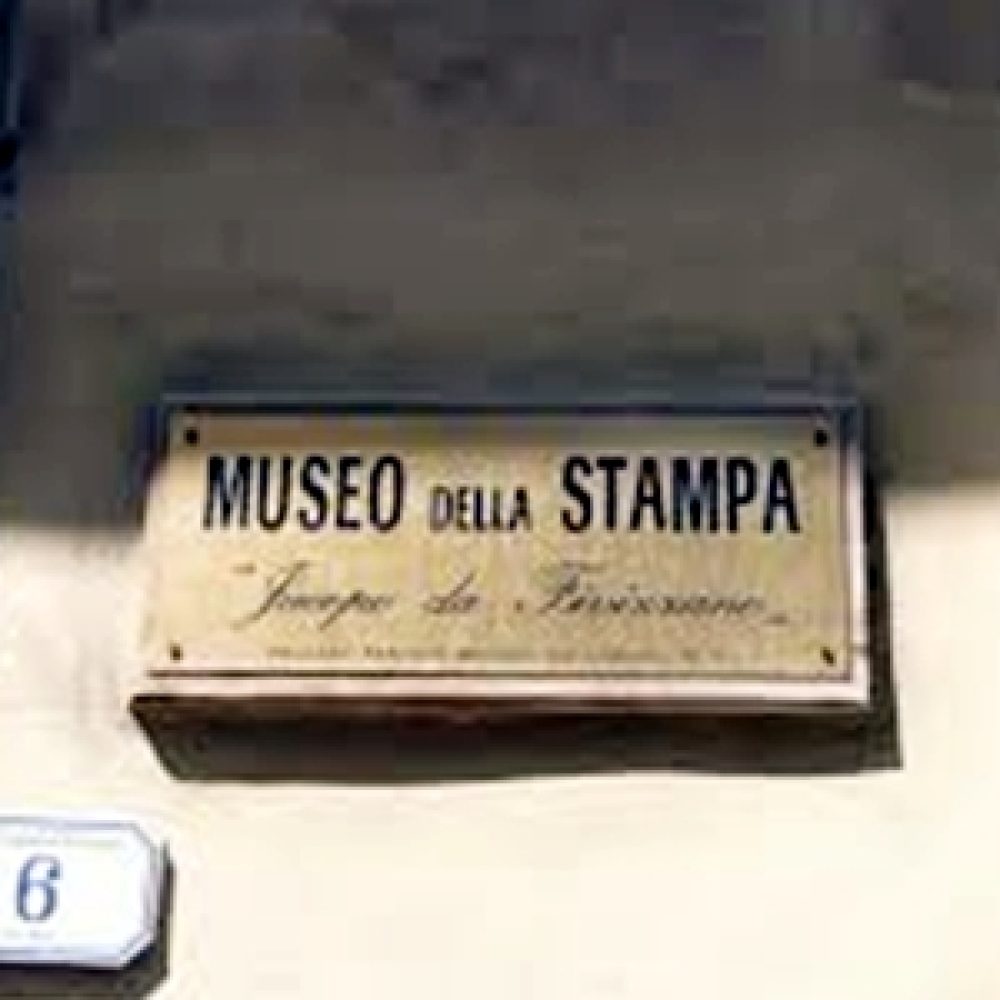 MUSEO DELLA STAMPA
"Jacopo da Fivizzano"
6